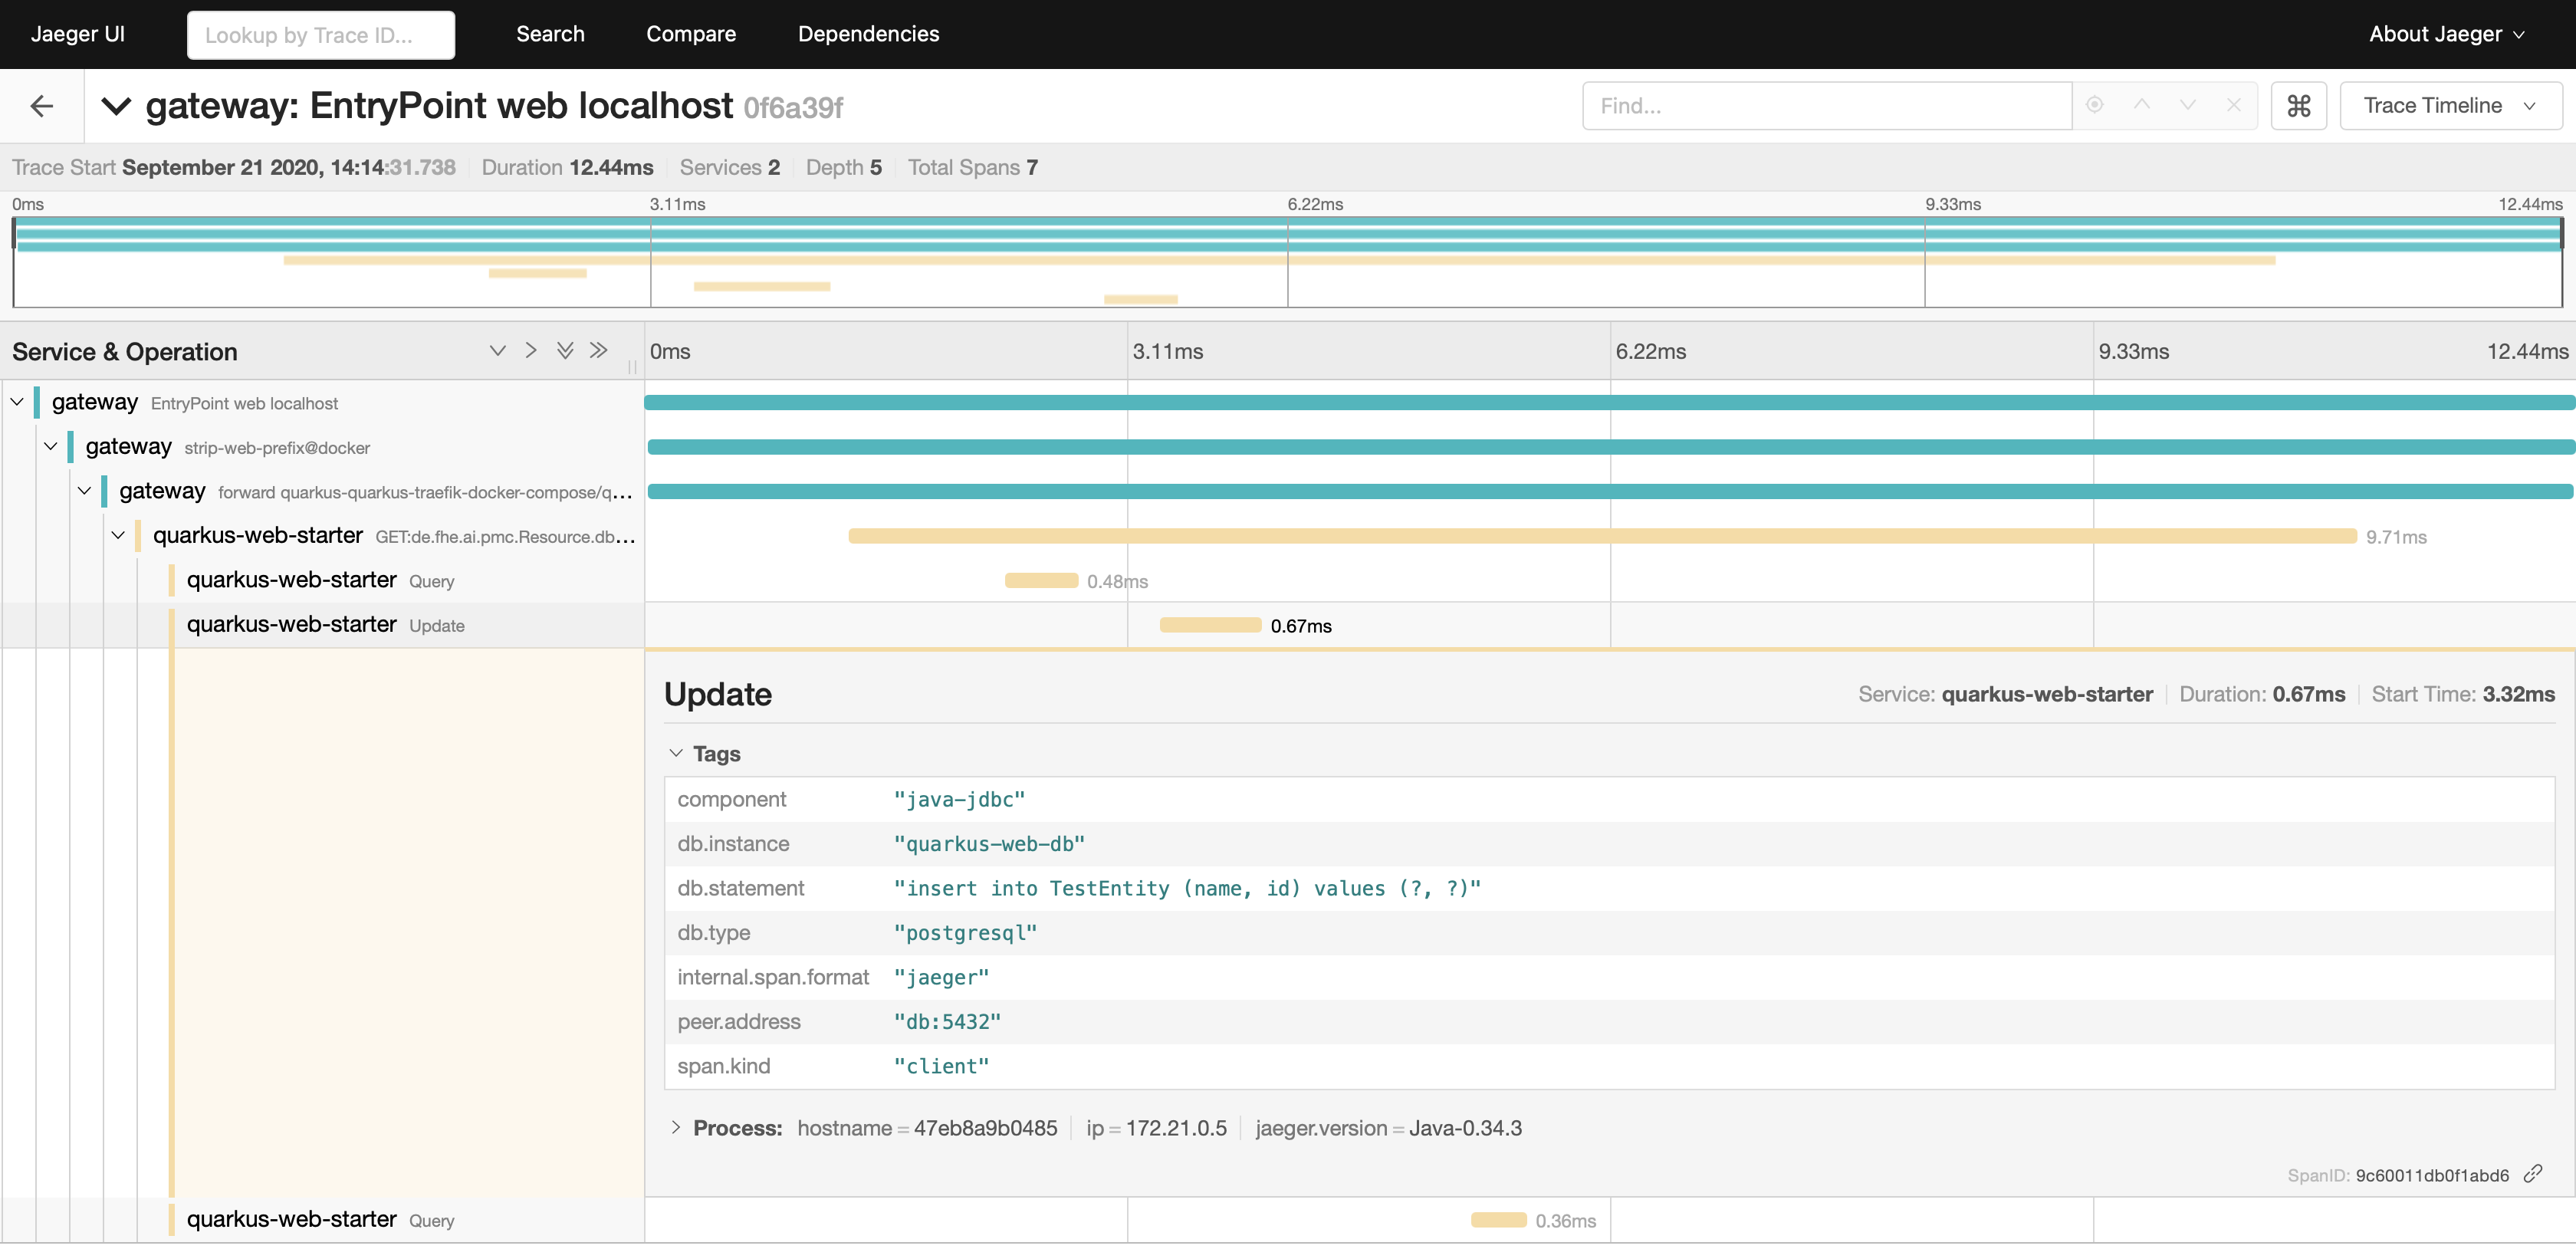 Jaeger UI Lookup by Trace ID... Search Compare Dependencies About Jaeger
gateway: EntryPoint web localhost 0f6a39f Find... ⌘ Trace Timeline
Trace Start September 21 2020, 14:14:31.738 Duration 12.44ms Services 2 Depth 5 Total Spans 7
0ms 3.11ms 6.22ms 9.33ms 12.44ms
Service & Operation 0ms 3.11ms 6.22ms 9.33ms 12.44ms
gateway EntryPoint web localhost
gateway strip-web-prefix@docker
gateway forward quarkus-quarkus-traefik-docker-compose/q...
quarkus-web-starter GET:de.fhe.ai.pmc.Resource.db... 9.71ms
quarkus-web-starter Query 0.48ms
quarkus-web-starter Update 0.67ms
Update Service: quarkus-web-starter Duration: 0.67ms Start Time: 3.32ms
Tags
component "java-jdbc"
db.instance "quarkus-web-db"
db.statement "insert into TestEntity (name, id) values (?, ?)"
db.type "postgresql"
internal.span.format "jaeger"
peer.address "db:5432"
span.kind "client"
Process: hostname = 47eb8a9b0485 ip = 172.21.0.5 jaeger.version = Java-0.34.3
SpanID: 9c60011db0f1abd6
quarkus-web-starter Query 0.36ms